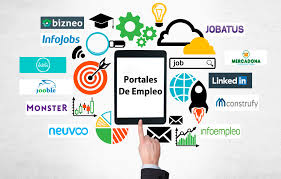 bizneo
JOBATUS
InfoJobs
Portales
De Empleo
job
MERCADONA
jooble
Linked in
MONSTER
construfy
neuvoo
infoempleo